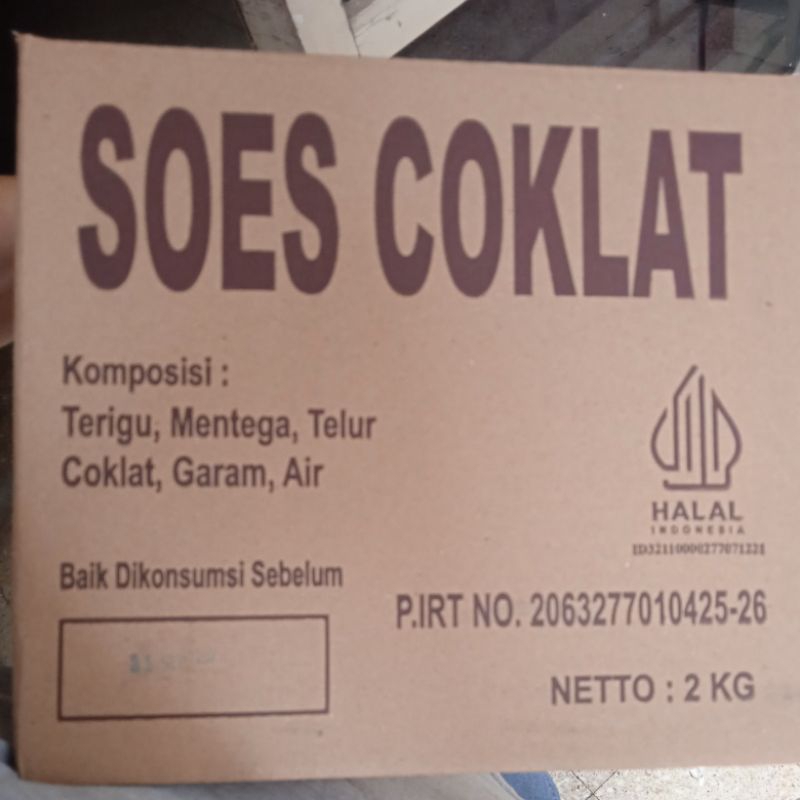 SOES COKLAT
Komposisi :
Terigu, Mentega, Telur
Coklat, Garam, Air
HALAL
INDONESIA
ID32110000277071221
Baik Dikonsumsi Sebelum
P.IRT NO. 2063277010425-26
NETTO : 2 KG